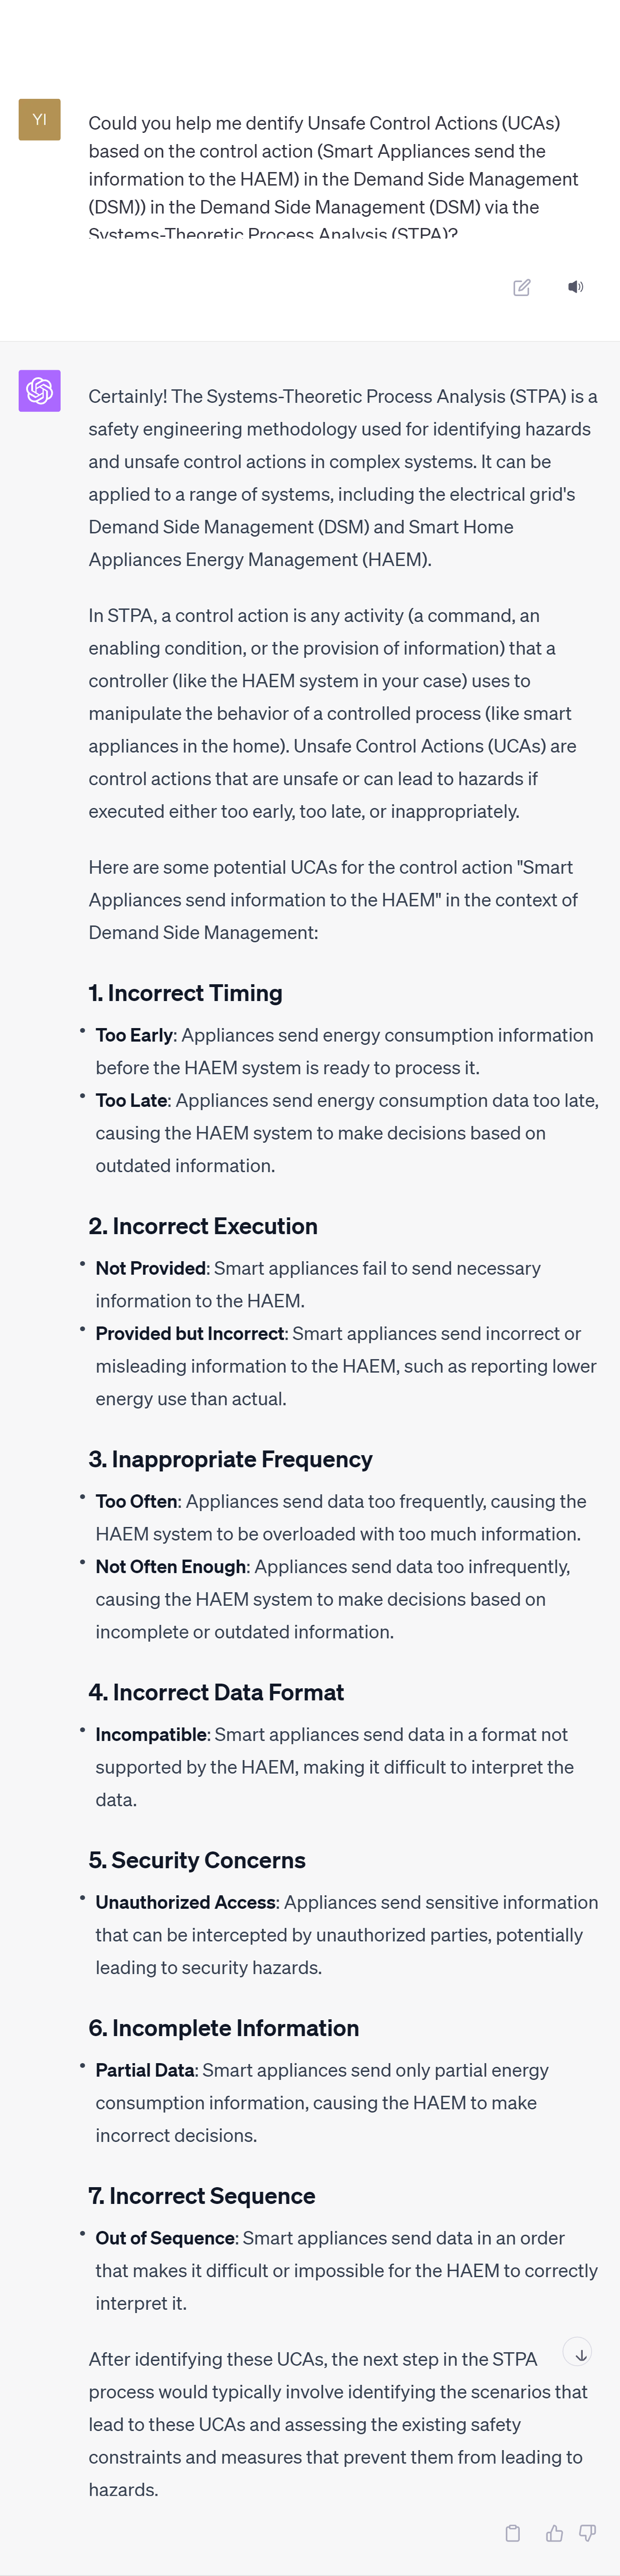 YI
Could you help me dentify Unsafe Control Actions (UCAs)
based on the control action (Smart Appliances send the
information to the HAEM) in the Demand Side Management
(DSM)) in the Demand Side Management (DSM) via the
Systems-Theoretic Process Analysis (STPA)?
Certainly! The Systems-Theoretic Process Analysis (STPA) is a
safety engineering methodology used for identifying hazards
and unsafe control actions in complex systems. It can be
applied to a range of systems, including the electrical grid's
Demand Side Management (DSM) and Smart Home
Appliances Energy Management (HAEM).
In STPA, a control action is any activity (a command, an
enabling condition, or the provision of information) that a
controller (like the HAEM system in your case) uses to
manipulate the behavior of a controlled process (like smart
appliances in the home). Unsafe Control Actions (UCAs) are
control actions that are unsafe or can lead to hazards if
executed either too early, too late, or inappropriately.
Here are some potential UCAs for the control action "Smart
Appliances send information to the HAEM" in the context of
Demand Side Management:
1. Incorrect Timing
• Too Early: Appliances send energy consumption information
before the HAEM system is ready to process it.
• Too Late: Appliances send energy consumption data too late,
causing the HAEM system to make decisions based on
outdated information.
2. Incorrect Execution
• Not Provided: Smart appliances fail to send necessary
information to the HAEM.
• Provided but Incorrect: Smart appliances send incorrect or
misleading information to the HAEM, such as reporting lower
energy use than actual.
3. Inappropriate Frequency
• Too Often: Appliances send data too frequently, causing the
HAEM system to be overloaded with too much information.
• Not Often Enough: Appliances send data too infrequently,
causing the HAEM system to make decisions based on
incomplete or outdated information.
4. Incorrect Data Format
• Incompatible: Smart appliances send data in a format not
supported by the HAEM, making it difficult to interpret the
data.
5. Security Concerns
• Unauthorized Access: Appliances send sensitive information
that can be intercepted by unauthorized parties, potentially
leading to security hazards.
6. Incomplete Information
• Partial Data: Smart appliances send only partial energy
consumption information, causing the HAEM to make
incorrect decisions.
7. Incorrect Sequence
• Out of Sequence: Smart appliances send data in an order
that makes it difficult or impossible for the HAEM to correctly
interpret it.
After identifying these UCAs, the next step in the STPA
process would typically involve identifying the scenarios that
lead to these UCAs and assessing the existing safety
constraints and measures that prevent them from leading to
hazards.